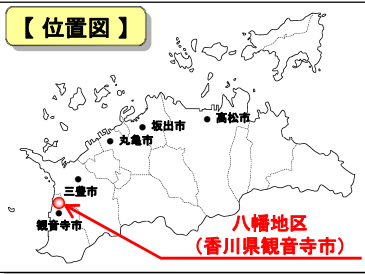 【 位置図 】
高松市
坂出市
丸亀市
三豊市
観音寺市
八幡地区
（香川県観音寺市）